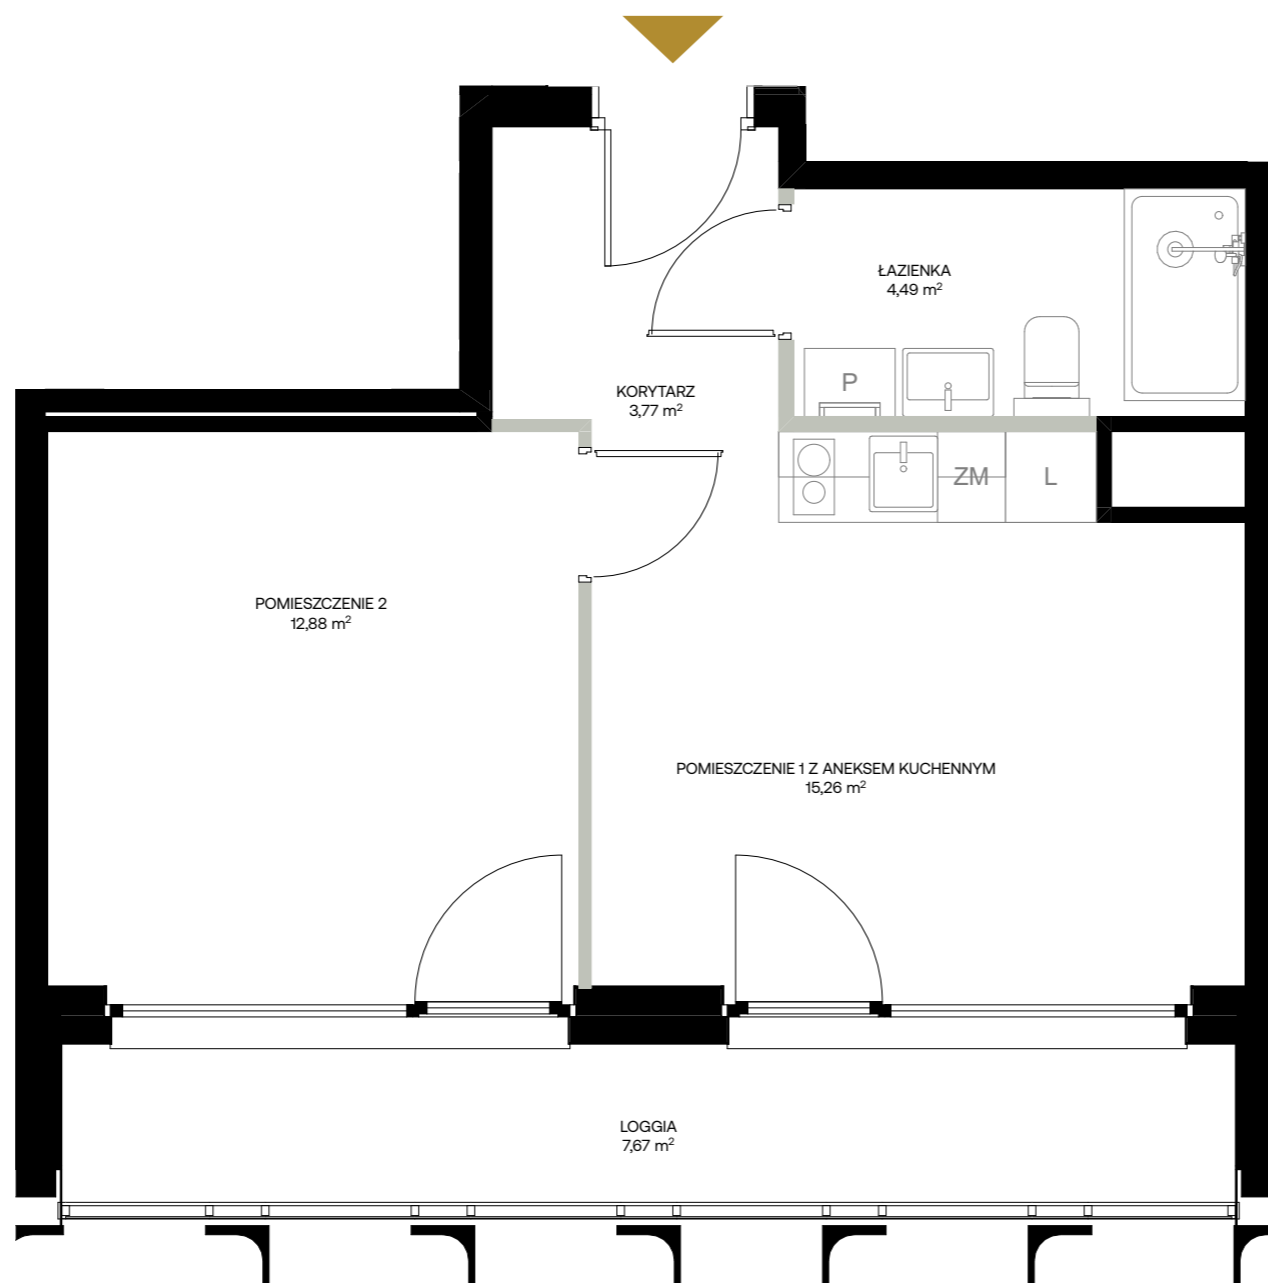 ŁAZIENKA
4,49 m²
P
KORYTARZ
3,77 m²
ZM
L
POMIESZCZENIE 2
12,88 m²
POMIESZCZENIE 1 Z ANEKSEM KUCHENNYM
15,26 m²
LOGGIA
7,67 m²